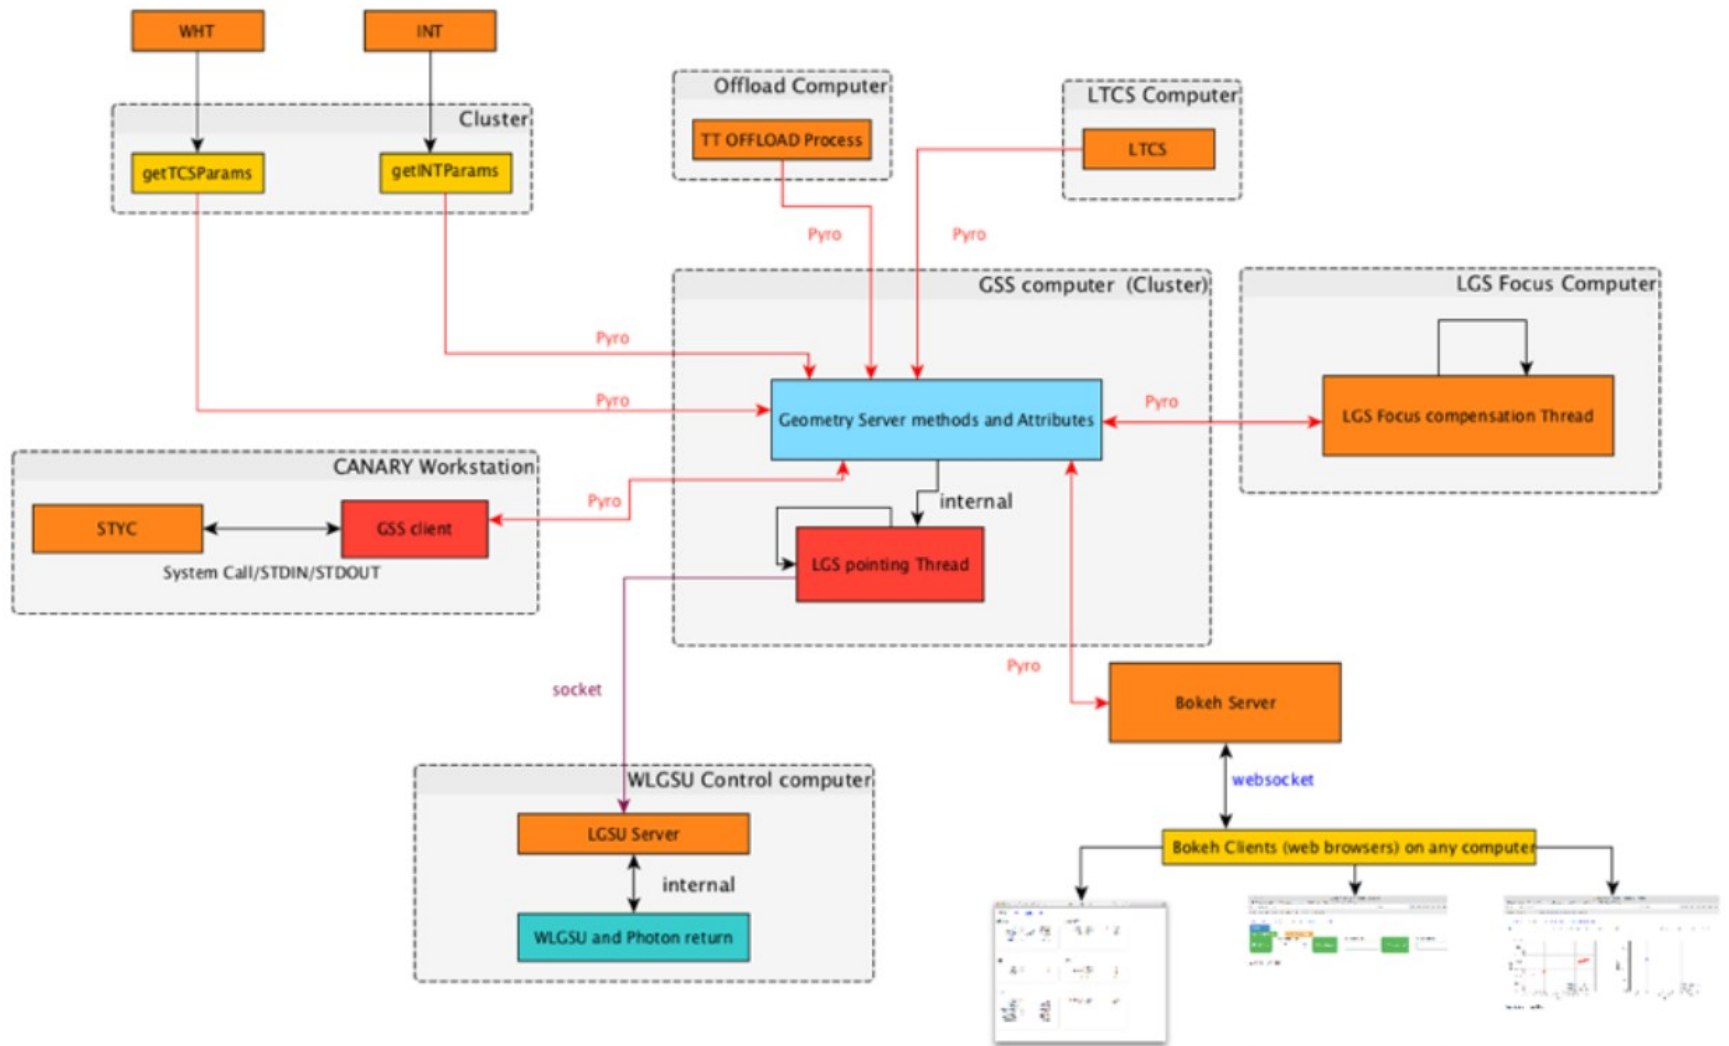 WHT
INT
Cluster
getTCSParams
getINTParams
Offload Computer
TT OFFLOAD Process
LTCS Computer
LTCS
Pyro
Pyro
GSS computer (Cluster)
LGS Focus Computer
Pyro
Pyro
Geometry Server methods and Attributes
Pyro
LGS Focus compensation Thread
CANARY Workstation
STYC
GSS client
System Call/STDIN/STDOUT
Pyro
internal
LGS pointing Thread
socket
Pyro
Bokeh Server
websocket
WLGSU Control computer
LGSU Server
internal
WLGSU and Photon return
Bokeh Clients (web browsers) on any computer